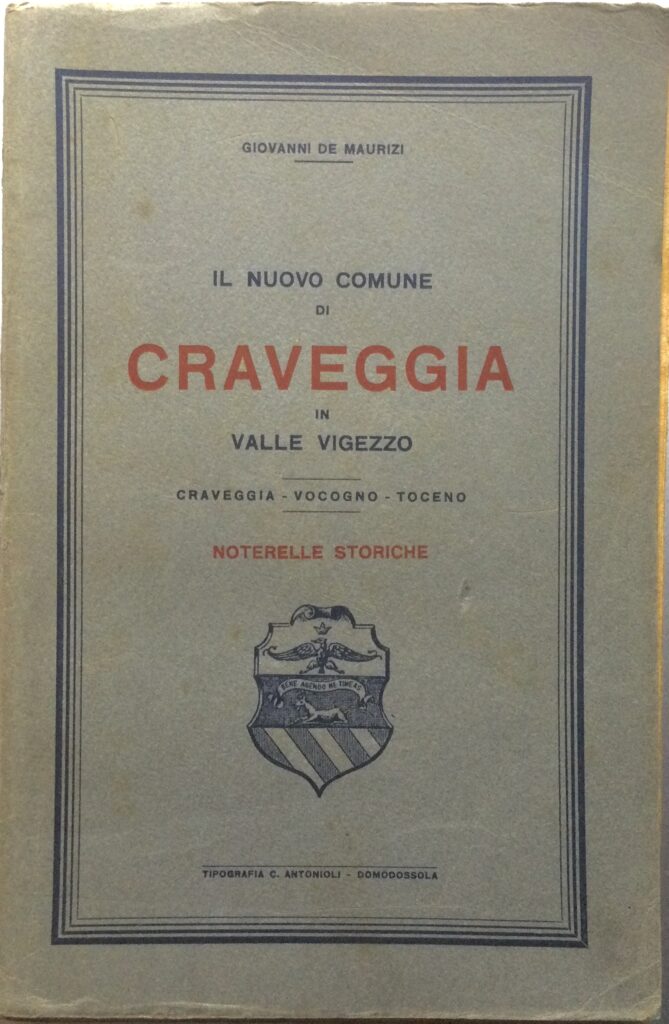 GIOVANNI DE MAURIZI
IL NUOVO COMUNE
DI
CRAVEGGIA
IN
VALLE VIGEZZO
CRAVEGGIA - VOCOGNO - TOCENO
NOTERELLE STORICHE
BENE AGENDO NE TIMEAS
TIPOGRAFIA C. ANTONIOLI - DOMODOSSOLA